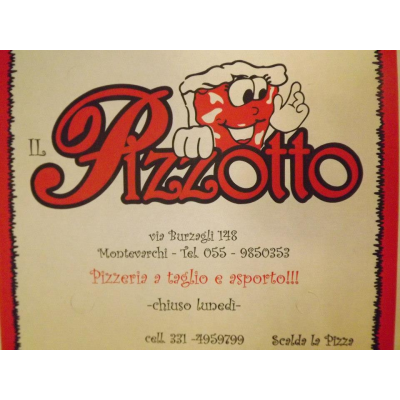 IL Pizzotto
via Burzagli 148
Montevarchi - Tel. 055 - 9850353
Pizzeria a taglio e asporto!!!
-chiuso lunedi-
cell. 331 -4959799 Scalda la Pizza